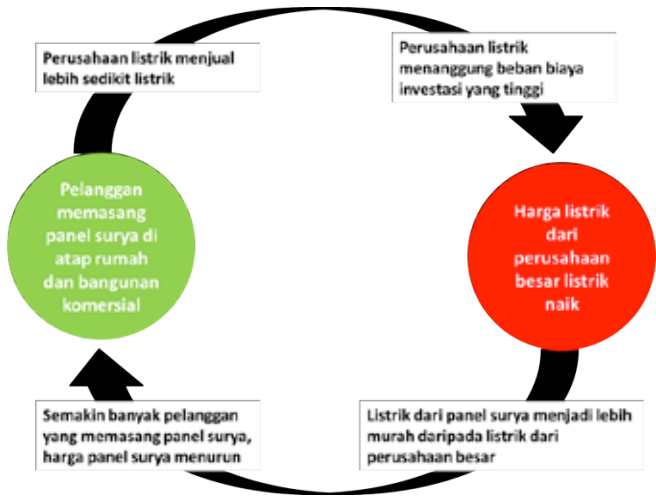 Perusahaan listrik menjual
lebih sedikit listrik
Perusahaan listrik
menanggung beban biaya
investasi yang tinggi
Pelanggan
memasang
panel surya di
atap rumah
dan bangunan
komersial
Harga listrik
dari
perusahaan
besar listrik
naik
Semakin banyak pelanggan
yang memasang panel surya,
harga panel surya menurun
Listrik dari panel surya menjadi lebih
murah daripada listrik dari
perusahaan besar